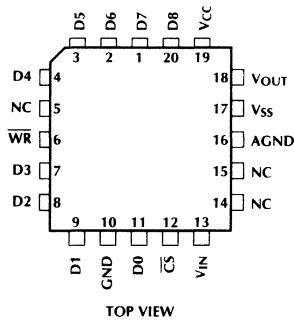 D5 D6 D7 D8 VCC
3 2 1 20 19
D4 4 18 VOUT
NC 5 17 VSS
WR 6 16 AGND
D3 7 15 NC
D2 8 14 NC
9 10 11 12 13
D1 GND D0 CS VIN
TOP VIEW